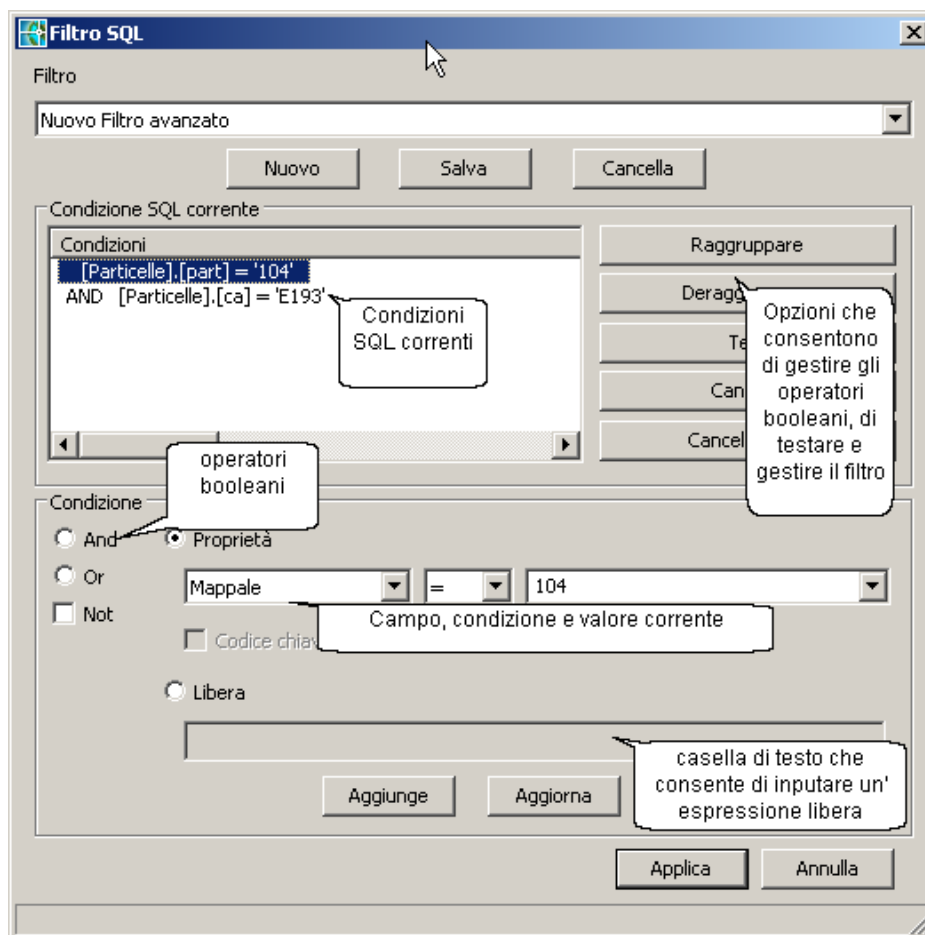 Filtro SQL
Filtro
Nuovo Filtro avanzato
Nuovo Salva Cancella
Condizione SQL corrente
Condizioni
[Particelle].[part] = '104'
AND [Particelle].[ca] = 'E193'
Condizioni
SQL correnti
Raggruppare
Opzioni che
consentono
di gestire gli
operatori
booleani, di
testare e
gestire il filtro
operatori
booleani
Condizione
And
Or
Not
Proprietà
Mappale = 104
Campo, condizione e valore corrente
Codice
Libera
casella di testo che
consente di inputare un'
espressione libera
Aggiunge Aggiorna
Applica Annulla